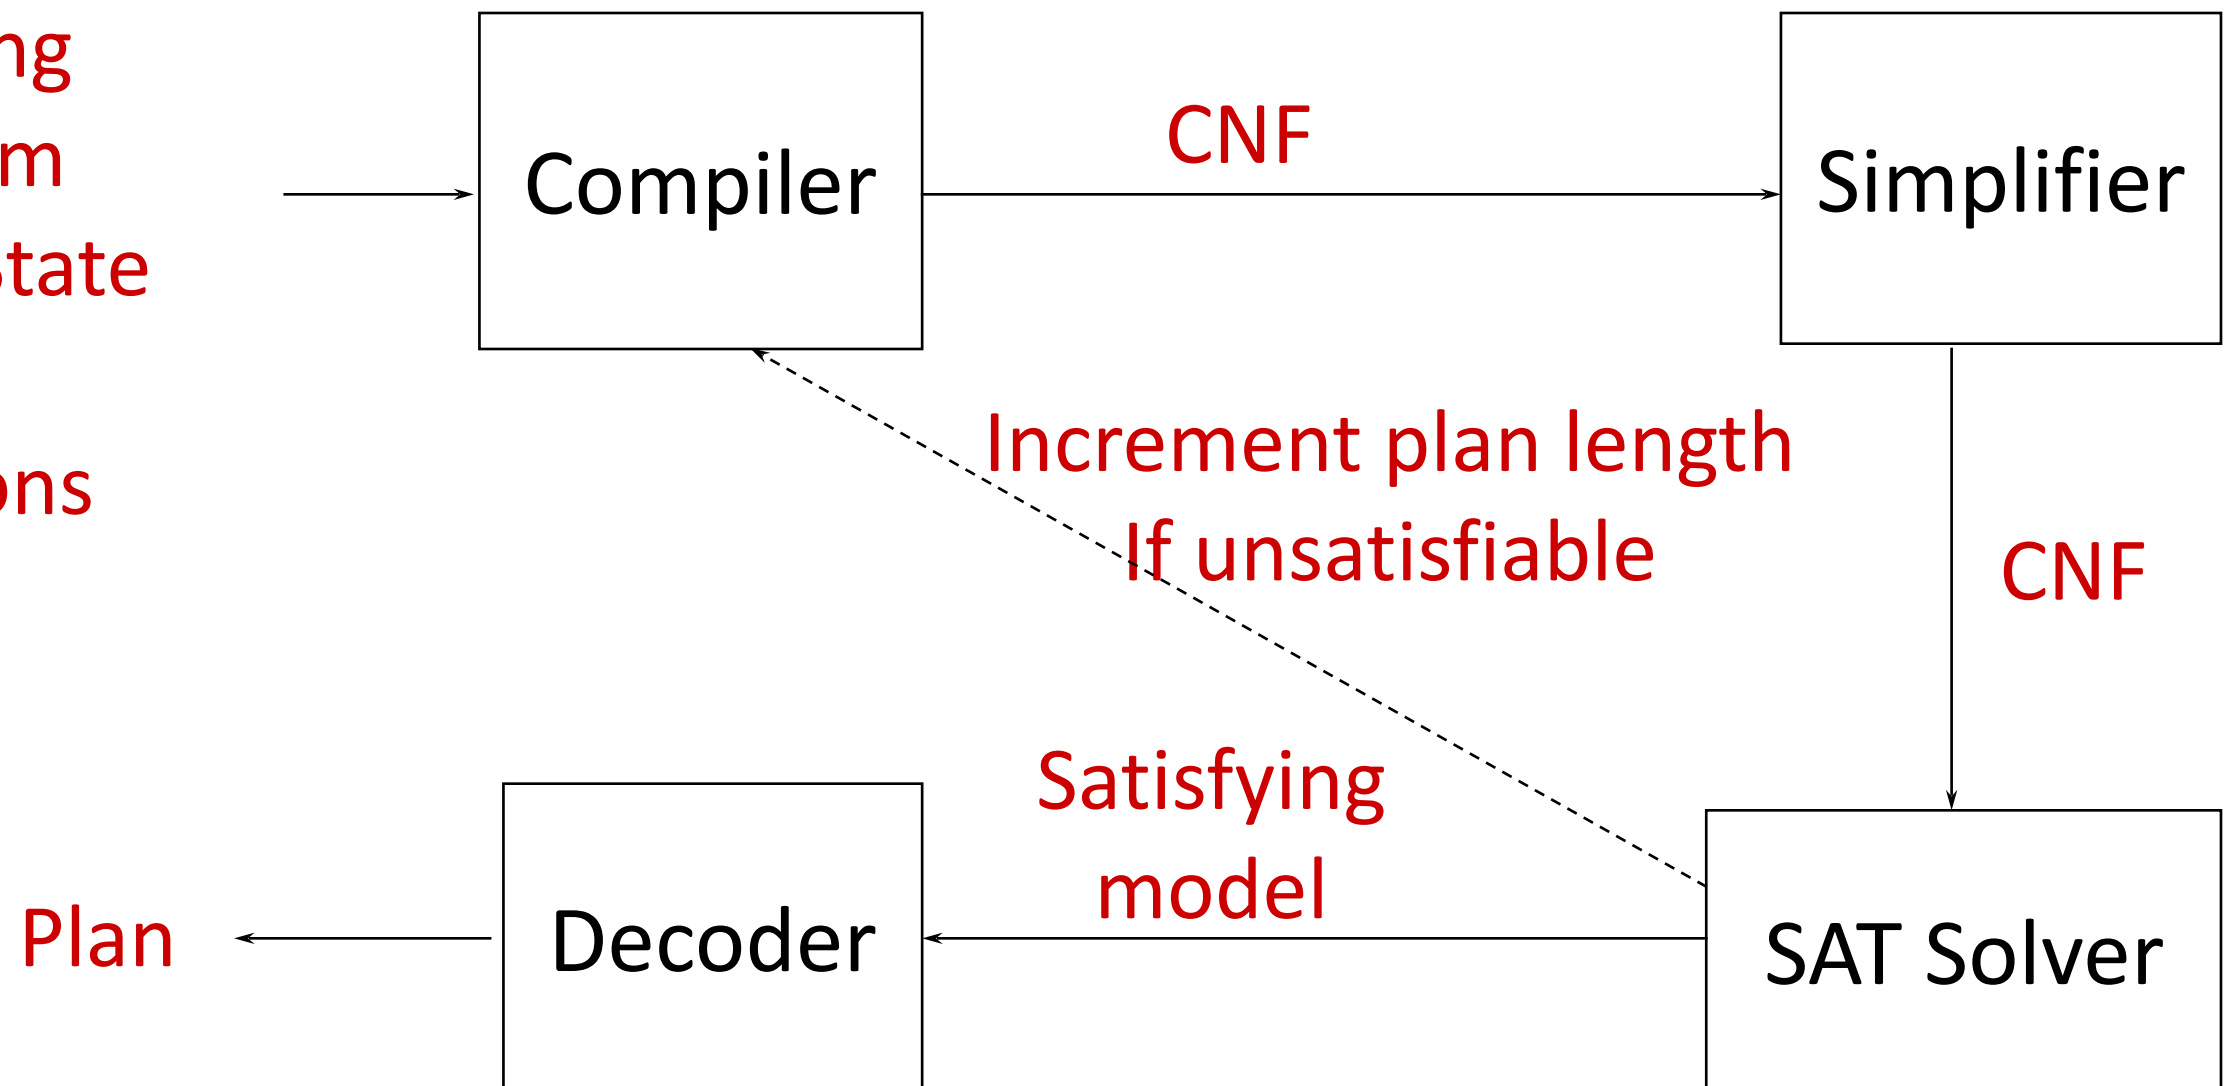 ng
m
tate
ons
Compiler
CNF
Simplifier
Increment plan length
If unsatisfiable
CNF
Satisfying
model
Plan
Decoder
SAT Solver